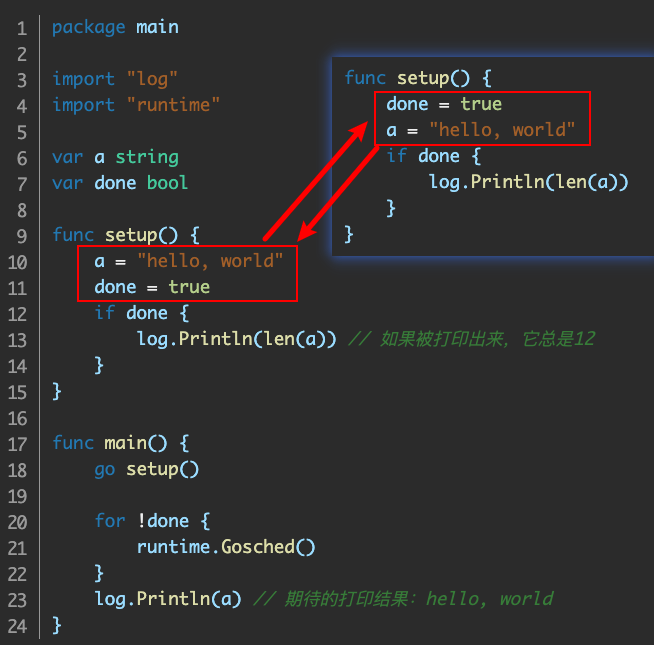 1 package main
2
3 import "log"
4 import "runtime"
5
6 var a string
7 var done bool
8
9 func setup() {
10     a = "hello, world"
11     done = true
12     if done {
13         log.Println(len(a)) // 如果被打印出来, 它总是12
14     }
15 }
16
17 func main() {
18     go setup()
19
20     for !done {
21         runtime.Gosched()
22     }
23     log.Println(a) // 期待的打印结果: hello, world
24 }
func setup() {
    done = true
    a = "hello, world"
    if done {
        log.Println(len(a))
    }
}